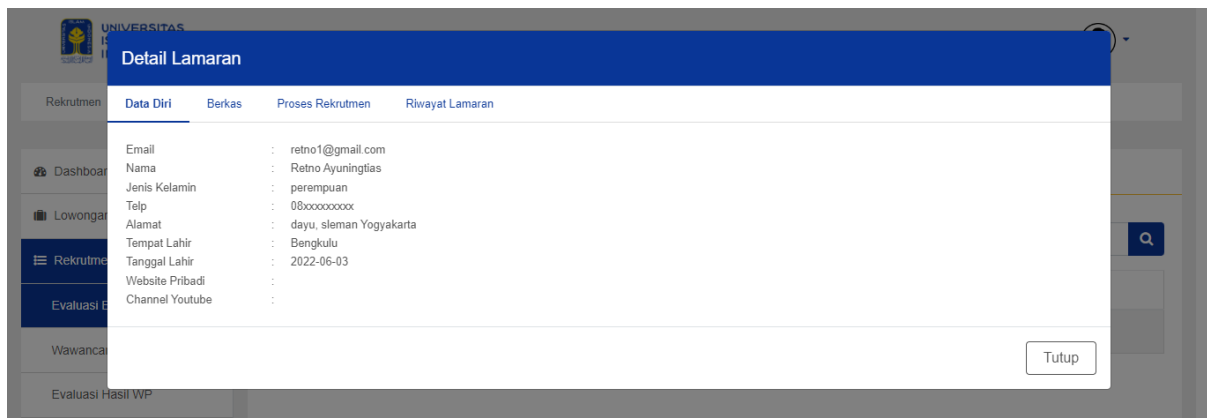 UNIVERSITAS
Detail Lamaran
Rekrutmen
Data Diri Berkas Proses Rekrutmen Riwayat Lamaran
Email : retno1@gmail.com
Nama : Retno Ayuningtias
Jenis Kelamin : perempuan
Telp : 08xxxxxxxxx
Alamat : dayu, sleman Yogyakarta
Tempat Lahir : Bengkulu
Tanggal Lahir : 2022-06-03
Website Pribadi :
Channel Youtube :
Tutup
Dashboar
Lowongan
Rekrutme
Evaluasi
Wawancar
Evaluasi Hasil WP